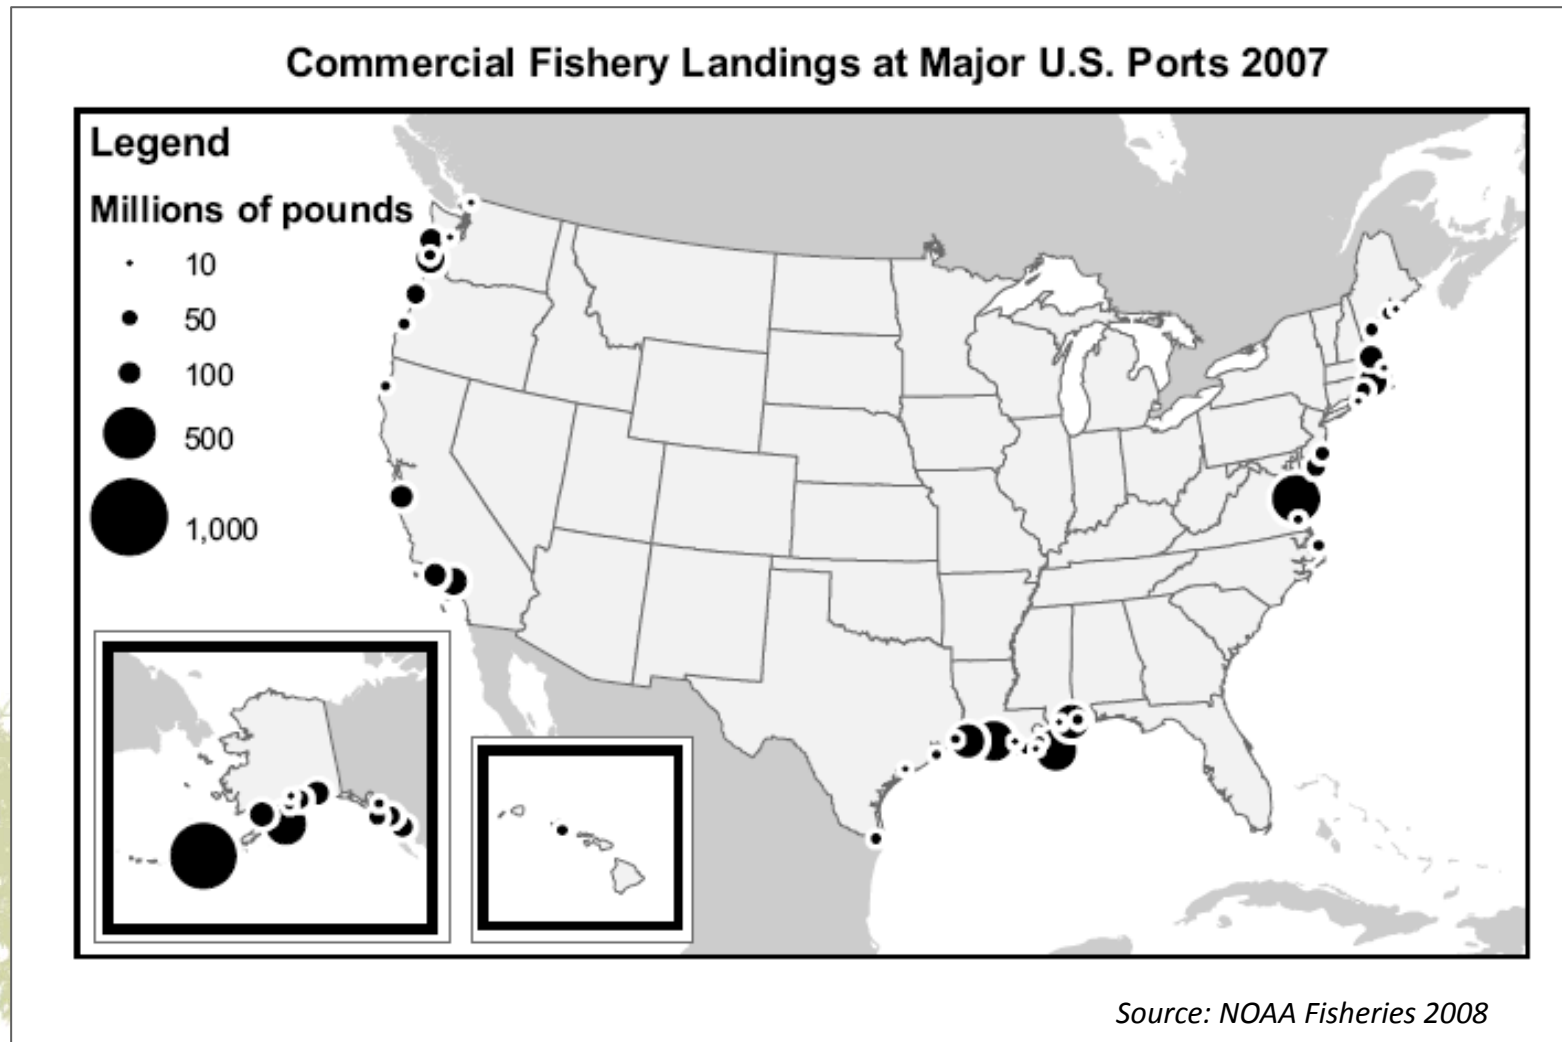 Commercial Fishery Landings at Major U.S. Ports 2007
Legend
Millions of pounds
10
50
100
500
1,000
Source: NOAA Fisheries 2008